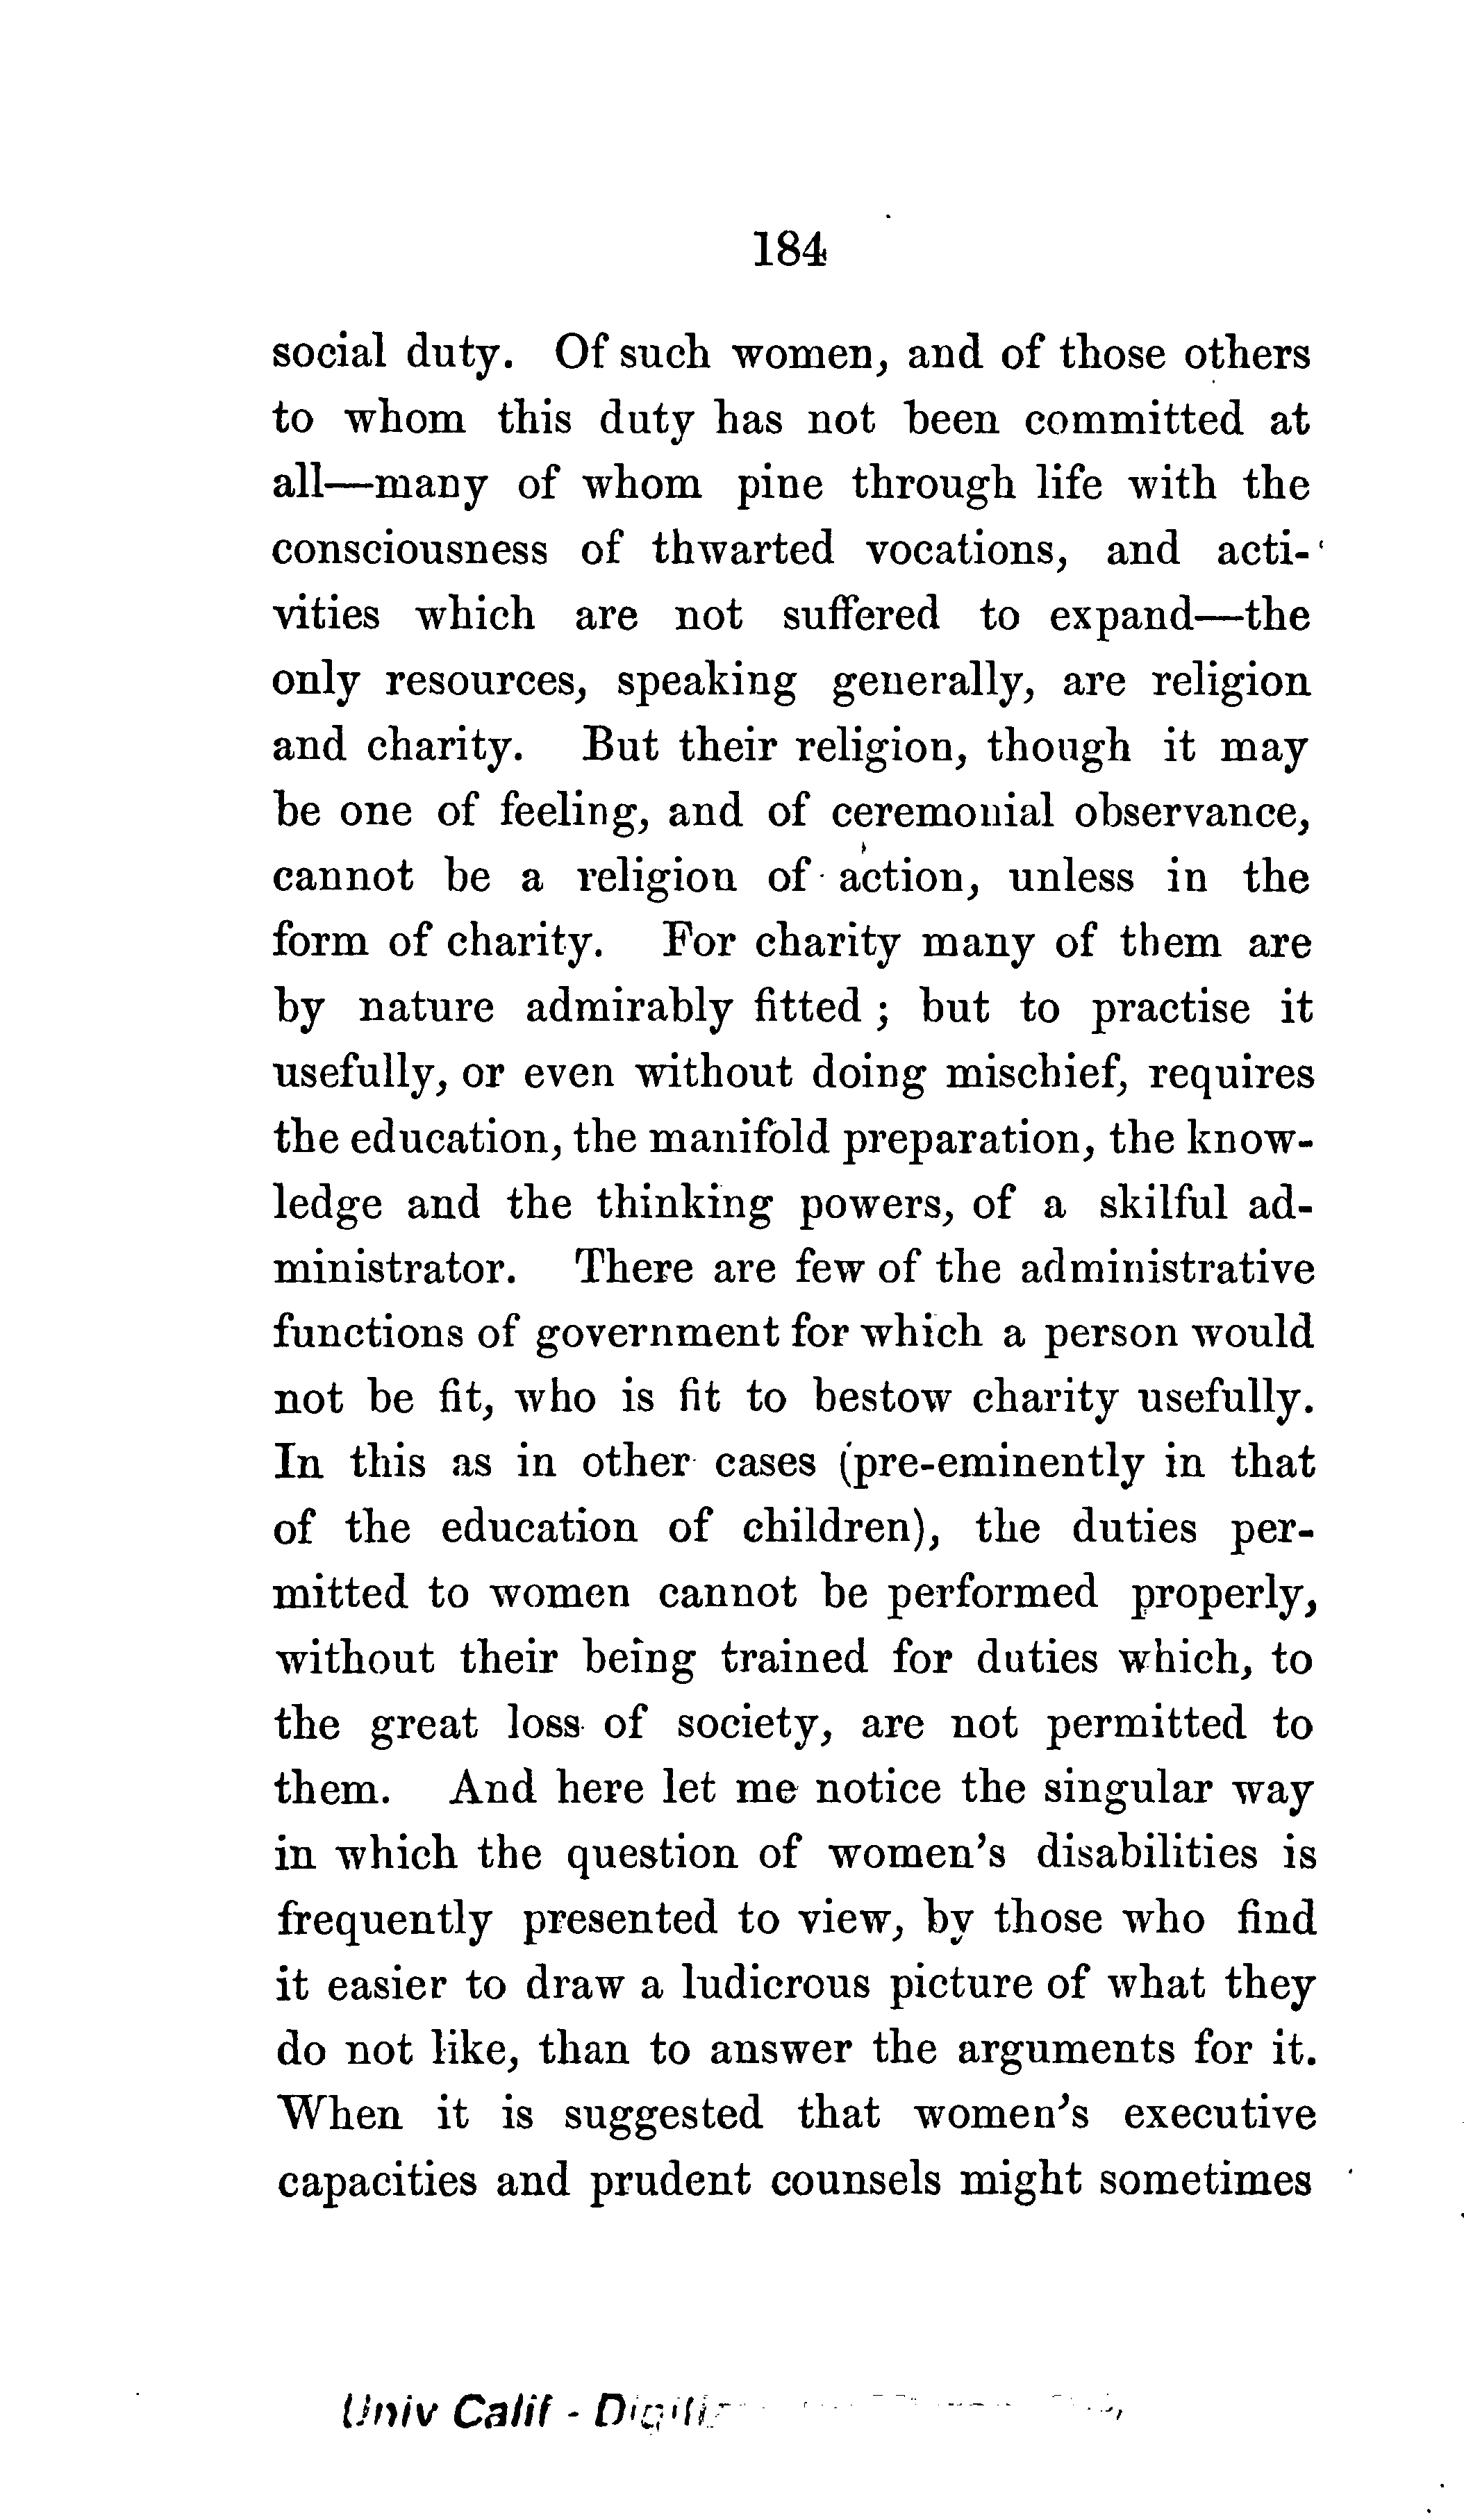 184
social duty. Of such women, and of those others
to whom this duty has not been committed at
all—many of whom pine through life with the
consciousness of thwarted vocations, and acti-
vities which are not suffered to expand—the
only resources, speaking generally, are religion
and charity. But their religion, though it may
be one of feeling, and of ceremonial observance,
cannot be a religion of action, unless in the
form of charity. For charity many of them are
by nature admirably fitted ; but to practise it
usefully, or even without doing mischief, requires
the education, the manifold preparation, the know-
ledge and the thinking powers, of a skilful ad-
ministrator. There are few of the administrative
functions of government for which a person would
not be fit, who is fit to bestow charity usefully.
In this as in other cases (pre-eminently in that
of the education of children), the duties per-
mitted to women cannot be performed properly,
without their being trained for duties which, to
the great loss of society, are not permitted to
them. And here let me notice the singular way
in which the question of women's disabilities is
frequently presented to view, by those who find
it easier to draw a ludicrous picture of what they
do not like, than to answer the arguments for it.
When it is suggested that women's executive
capacities and prudent counsels might sometimes
Univ Calif -